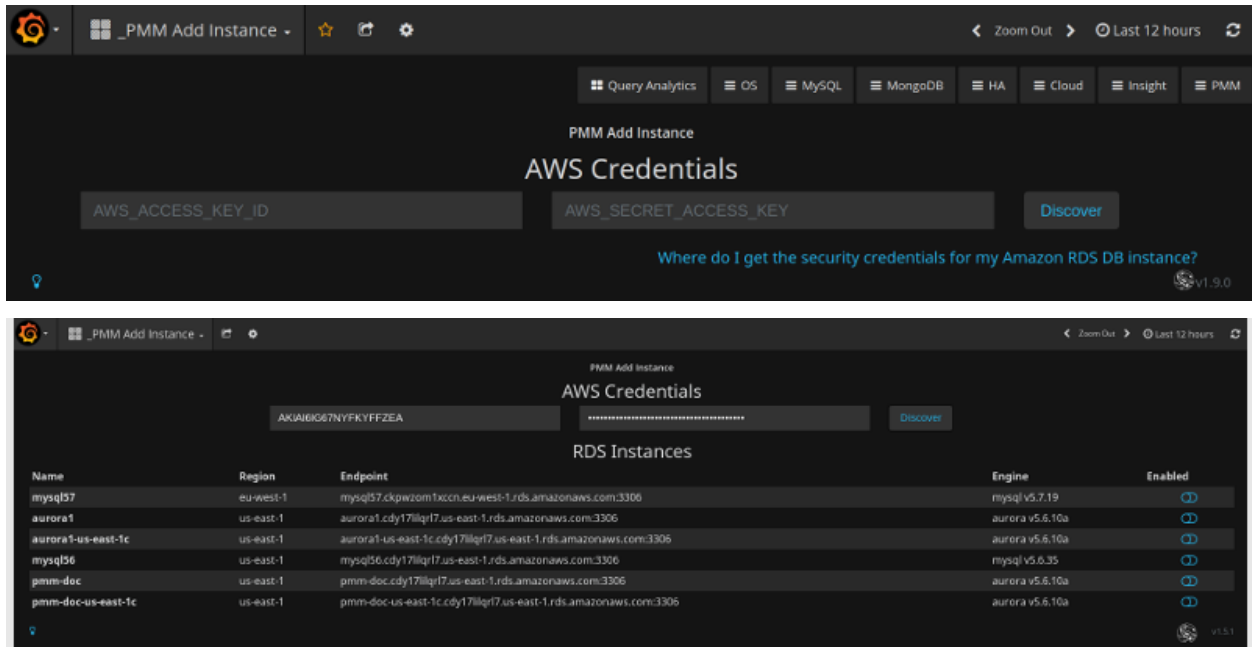 _PMM Add Instance Zoom Out Last 12 hours
Query Analytics OS MySQL MongoDB HA Cloud Insight PMM
PMM Add Instance
AWS Credentials
AWS_ACCESS_KEY_ID AWS_SECRET_ACCESS_KEY Discover
Where do I get the security credentials for my Amazon RDS DB instance?
v1.9.0
_PMM Add Instance Zoom Out Last 12 hours
PMM Add Instance
AWS Credentials
AKIAI6IG67NYFKYFFZEA Discover
RDS Instances
Name Region Endpoint Engine Enabled
mysql57 eu-west-1 mysql57.ckpwzom1xccn.eu-west-1.rds.amazonaws.com:3306 mysql v5.7.19
aurora1 us-east-1 aurora1.cdy17lilqrl7.us-east-1.rds.amazonaws.com:3306 aurora v5.6.10a
aurora1-us-east-1c us-east-1 aurora1-us-east-1c.cdy17lilqrl7.us-east-1.rds.amazonaws.com:3306 aurora v5.6.10a
mysql56 us-east-1 mysql56.cdy17lilqrl7.us-east-1.rds.amazonaws.com:3306 mysql v5.6.35
pmm-doc us-east-1 pmm-doc.cdy17lilqrl7.us-east-1.rds.amazonaws.com:3306 aurora v5.6.10a
pmm-doc-us-east-1c us-east-1 pmm-doc-us-east-1c.cdy17lilqrl7.us-east-1.rds.amazonaws.com:3306 aurora v5.6.10a
v1.5.1